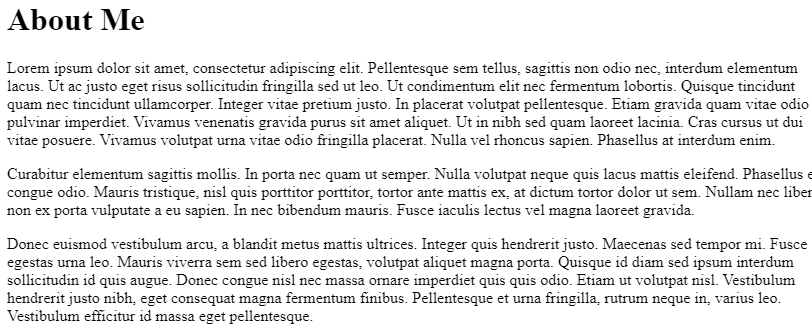 About Me
Lorem ipsum dolor sit amet, consectetur adipiscing elit. Pellentesque sem tellus, sagittis non odio nec, interdum elementum
lacus. Ut ac justo eget risus sollicitudin fringilla sed ut leo. Ut condimentum elit nec fermentum lobortis. Quisque tincidunt
quam nec tincidunt ullamcorper. Integer vitae pretium justo. In placerat volutpat pellentesque. Etiam gravida quam vitae odio
pulvinar imperdiet. Vivamus venenatis gravida purus sit amet aliquet. Ut in nibh sed quam laoreet lacinia. Cras cursus ut dui
vitae posuere. Vivamus volutpat urna vitae odio fringilla placerat. Nulla vel rhoncus sapien. Phasellus at interdum enim.
Curabitur elementum sagittis mollis. In porta nec quam ut semper. Nulla volutpat neque quis lacus mattis eleifend. Phasellus
congue odio. Mauris tristique, nisl quis porttitor porttitor, tortor ante mattis ex, at dictum tortor dolor ut sem. Nullam nec
non ex porta vulputate a eu sapien. In nec bibendum mauris. Fusce iaculis lectus vel magna laoreet gravida.
Donec euismod vestibulum arcu, a blandit metus mattis ultrices. Integer quis hendrerit justo. Maecenas sed tempor mi. Fusce
egestas urna leo. Mauris viverra sem sed libero egestas, volutpat aliquet magna porta. Quisque id diam sed ipsum interdum
sollicitudin id quis augue. Donec congue nisl nec massa ornare imperdiet quis quis odio. Etiam ut volutpat nisl. Vestibulum
hendrerit justo nibh, eget consequat magna fermentum finibus. Pellentesque et urna fringilla, rutrum neque in, varius leo.
Vestibulum efficitur id massa eget pellentesque.